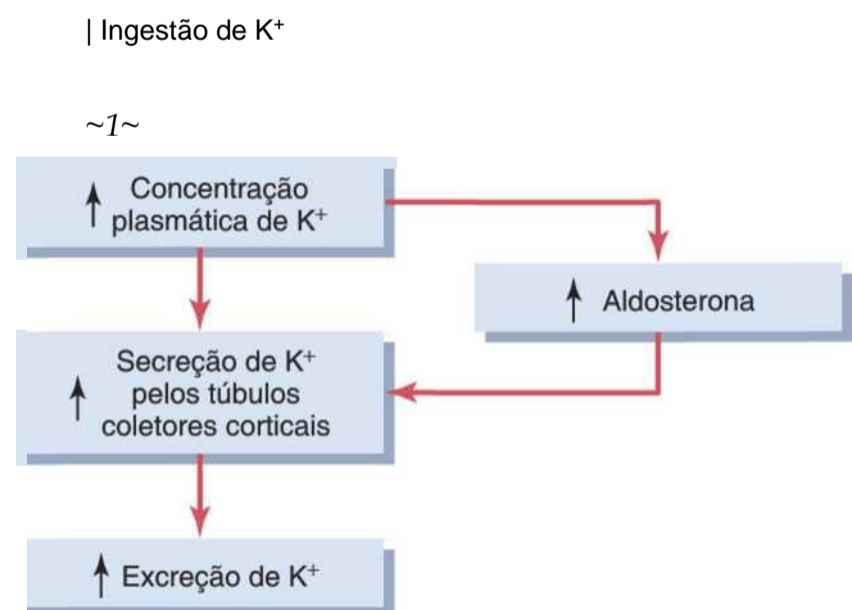 | Ingestão de K⁺
~1~
↑ Concentração
plasmática de K⁺
↑ Aldosterona
Secreção de K⁺
↑ pelos túbulos
coletores corticais
↑ Excreção de K⁺